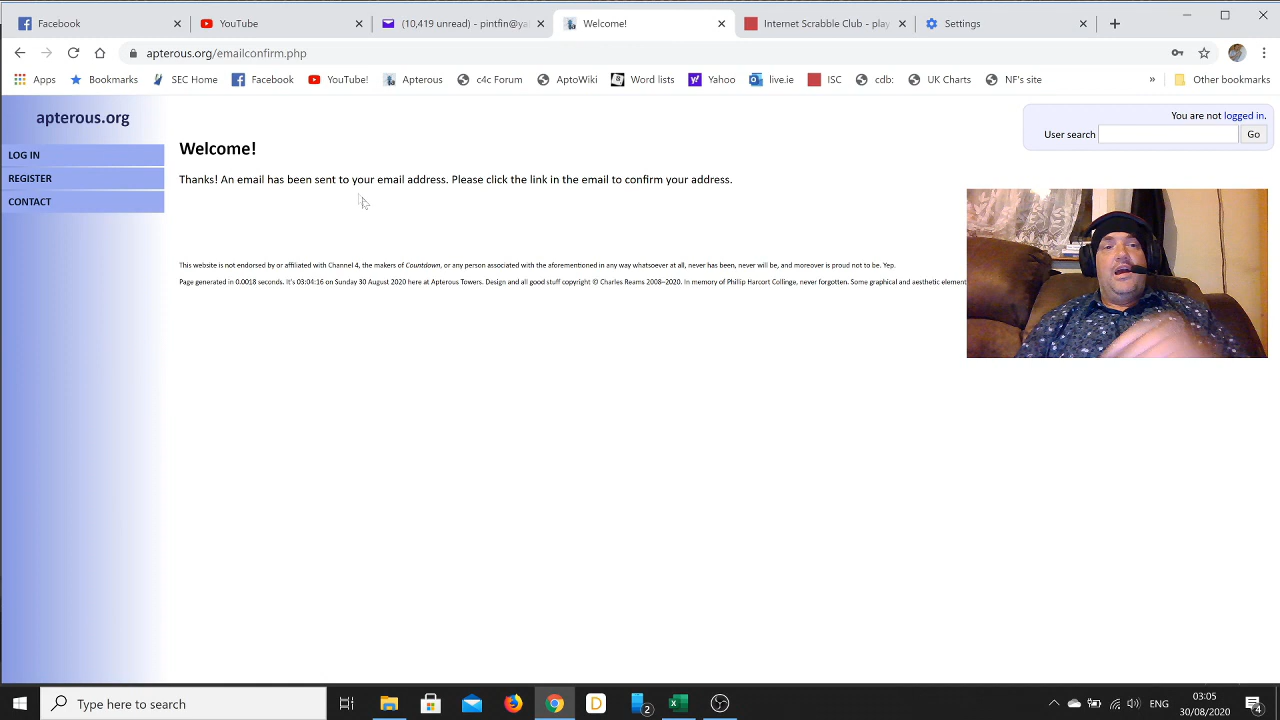 Facebook
YouTube
(10,419 unread) - pintfin@ya
Welcome!
Internet Scrabble Club - play
Settings
apterous.org/emailconfirm.php
Apps
Bookmarks
SEC Home
Facebook
YouTube!
Apterous
c4c Forum
AptoWiki
Word lists
Yahoo
live.ie
ISC
cdb:
UK Charts
NF's site
»
Other bookmarks
apterous.org
LOG IN
REGISTER
CONTACT
You are not logged in.
User search
Go
Welcome!
Thanks! An email has been sent to your email address. Please click the link in the email to confirm your address.
This website is not endorsed by or affiliated with Channel 4, the makers of Countdown, or any person associated with the aforementioned in any way whatsoever at all, never has been, never will be, and moreover is proud not to be. Yep.
Page generated in 0.0018 seconds. It's 03:04:16 on Sunday 30 August 2020 here at Apterous Towers. Design and all good stuff copyright © Charles Reams 2008–2020. In memory of Phillip Harcort Collinge, never forgotten. Some graphical and aesthetic element
Type here to search
D
2
ENG
03:05
30/08/2020
4